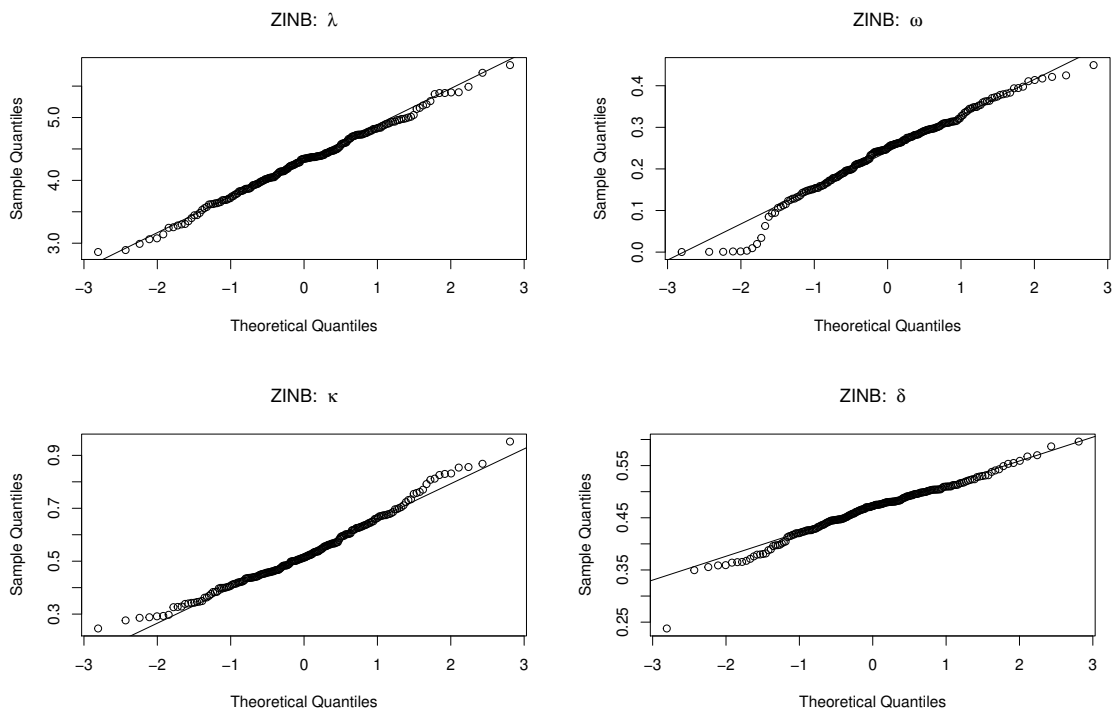 ZINB: λ
Sample Quantiles
3.0 4.0 5.0
−3 −2 −1 0 1 2 3
Theoretical Quantiles
ZINB: ω
Sample Quantiles
0.0 0.1 0.2 0.3 0.4
−3 −2 −1 0 1 2 3
Theoretical Quantiles
ZINB: κ
Sample Quantiles
0.3 0.5 0.7 0.9
−3 −2 −1 0 1 2 3
Theoretical Quantiles
ZINB: δ
Sample Quantiles
0.25 0.35 0.45 0.55
−3 −2 −1 0 1 2 3
Theoretical Quantiles